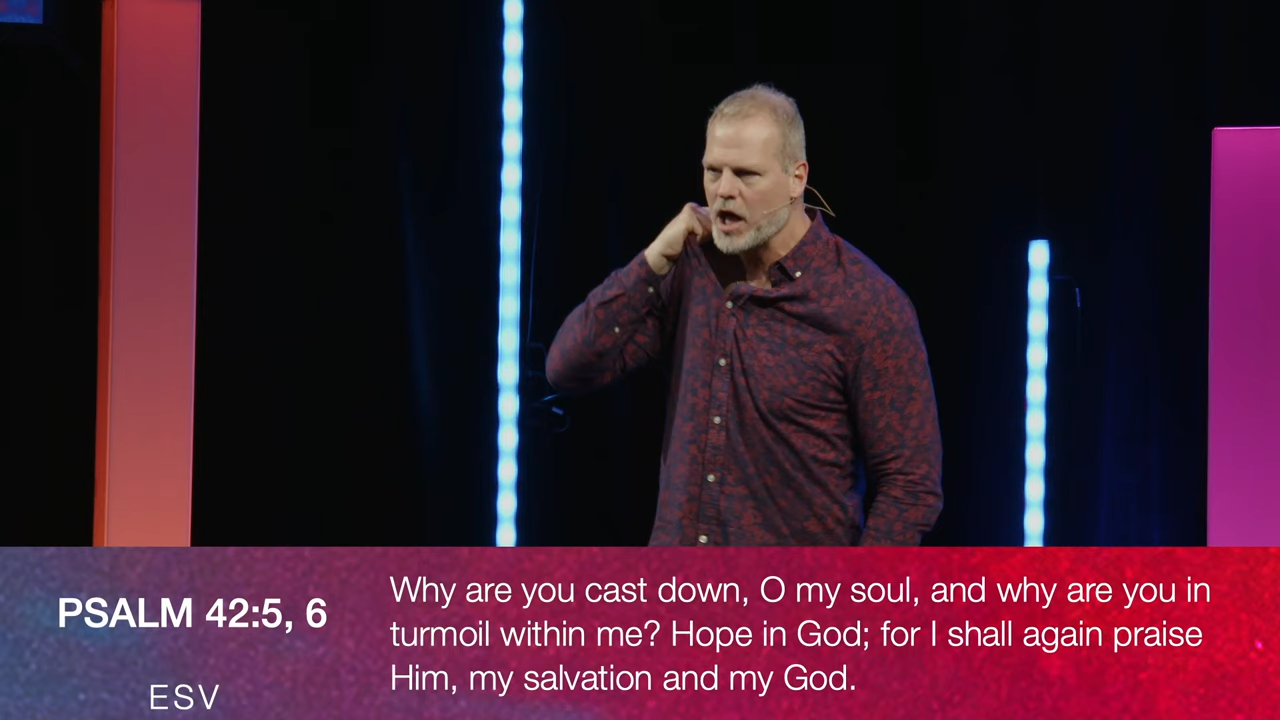 PSALM 42:5, 6
ESV
Why are you cast down, O my soul, and why are you in
turmoil within me? Hope in God; for I shall again praise
Him, my salvation and my God.